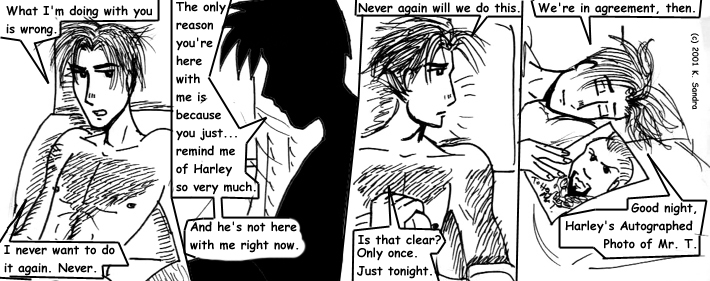 What I'm doing with you
is wrong.
I never want to do
it again. Never.
The only
reason
you're
here
with
me is
because
you just...
remind me
of Harley
so very much.
And he's not here
with me right now.
Never again will we do this.
Is that clear?
Only once.
Just tonight.
We're in agreement, then.
Good night,
Harley's Autographed
Photo of Mr. T.
(c) 2001 K. Sandra